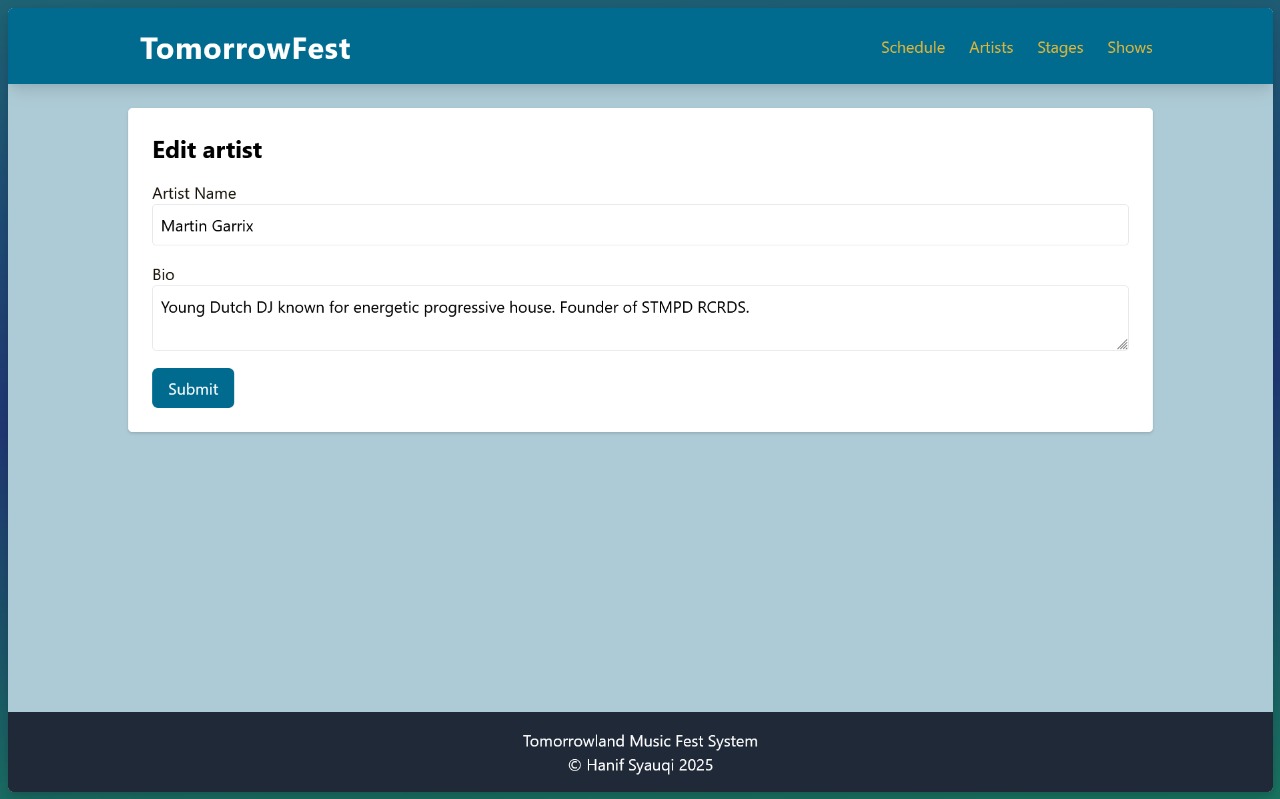 TomorrowFest
Schedule Artists Stages Shows
Edit artist
Artist Name
Martin Garrix
Bio
Young Dutch DJ known for energetic progressive house. Founder of STMPD RCRDS.
Submit
Tomorrowland Music Fest System
© Hanif Syauqi 2025